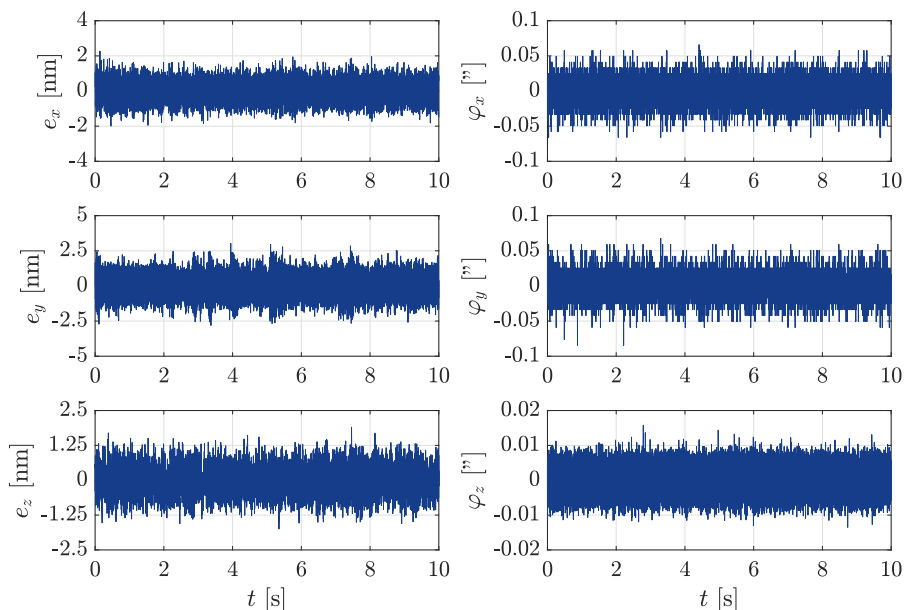 4
2
0
-2
-4
e_x [nm]
0 2 4 6 8 10
0.1
0.05
0
-0.05
-0.1
φ_x ["]
0 2 4 6 8 10
5
2.5
0
-2.5
-5
e_y [nm]
0 2 4 6 8 10
0.1
0.05
0
-0.05
-0.1
φ_y ["]
0 2 4 6 8 10
2.5
1.25
0
-1.25
-2.5
e_z [nm]
0 2 4 6 8 10
t [s]
0.02
0.01
0
-0.01
-0.02
φ_z ["]
0 2 4 6 8 10
t [s]